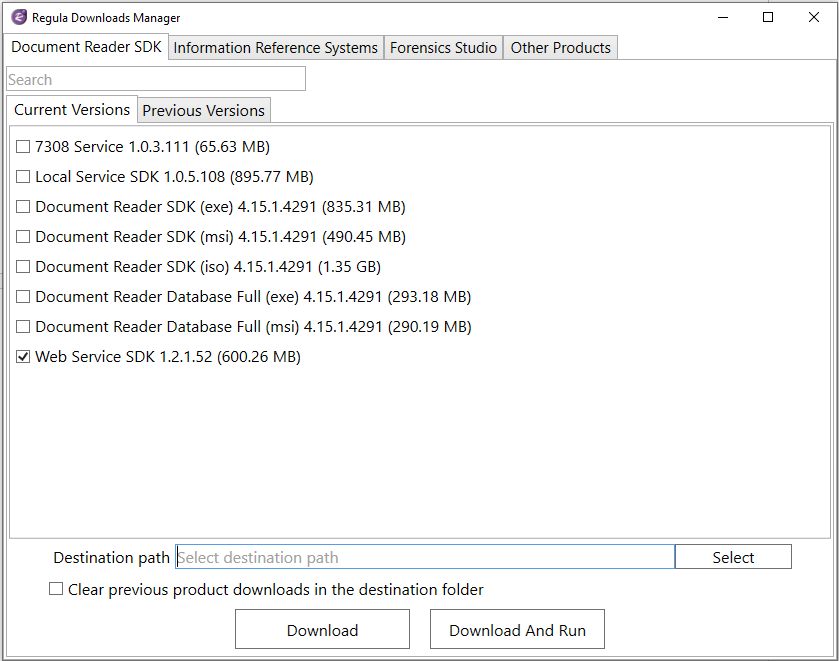 Regula Downloads Manager
Document Reader SDK Information Reference Systems Forensics Studio Other Products
Search
Current Versions Previous Versions
7308 Service 1.0.3.111 (65.63 MB)
Local Service SDK 1.0.5.108 (895.77 MB)
Document Reader SDK (exe) 4.15.1.4291 (835.31 MB)
Document Reader SDK (msi) 4.15.1.4291 (490.45 MB)
Document Reader SDK (iso) 4.15.1.4291 (1.35 GB)
Document Reader Database Full (exe) 4.15.1.4291 (293.18 MB)
Document Reader Database Full (msi) 4.15.1.4291 (290.19 MB)
Web Service SDK 1.2.1.52 (600.26 MB)
Destination path Select destination path Select
Clear previous product downloads in the destination folder
Download Download And Run